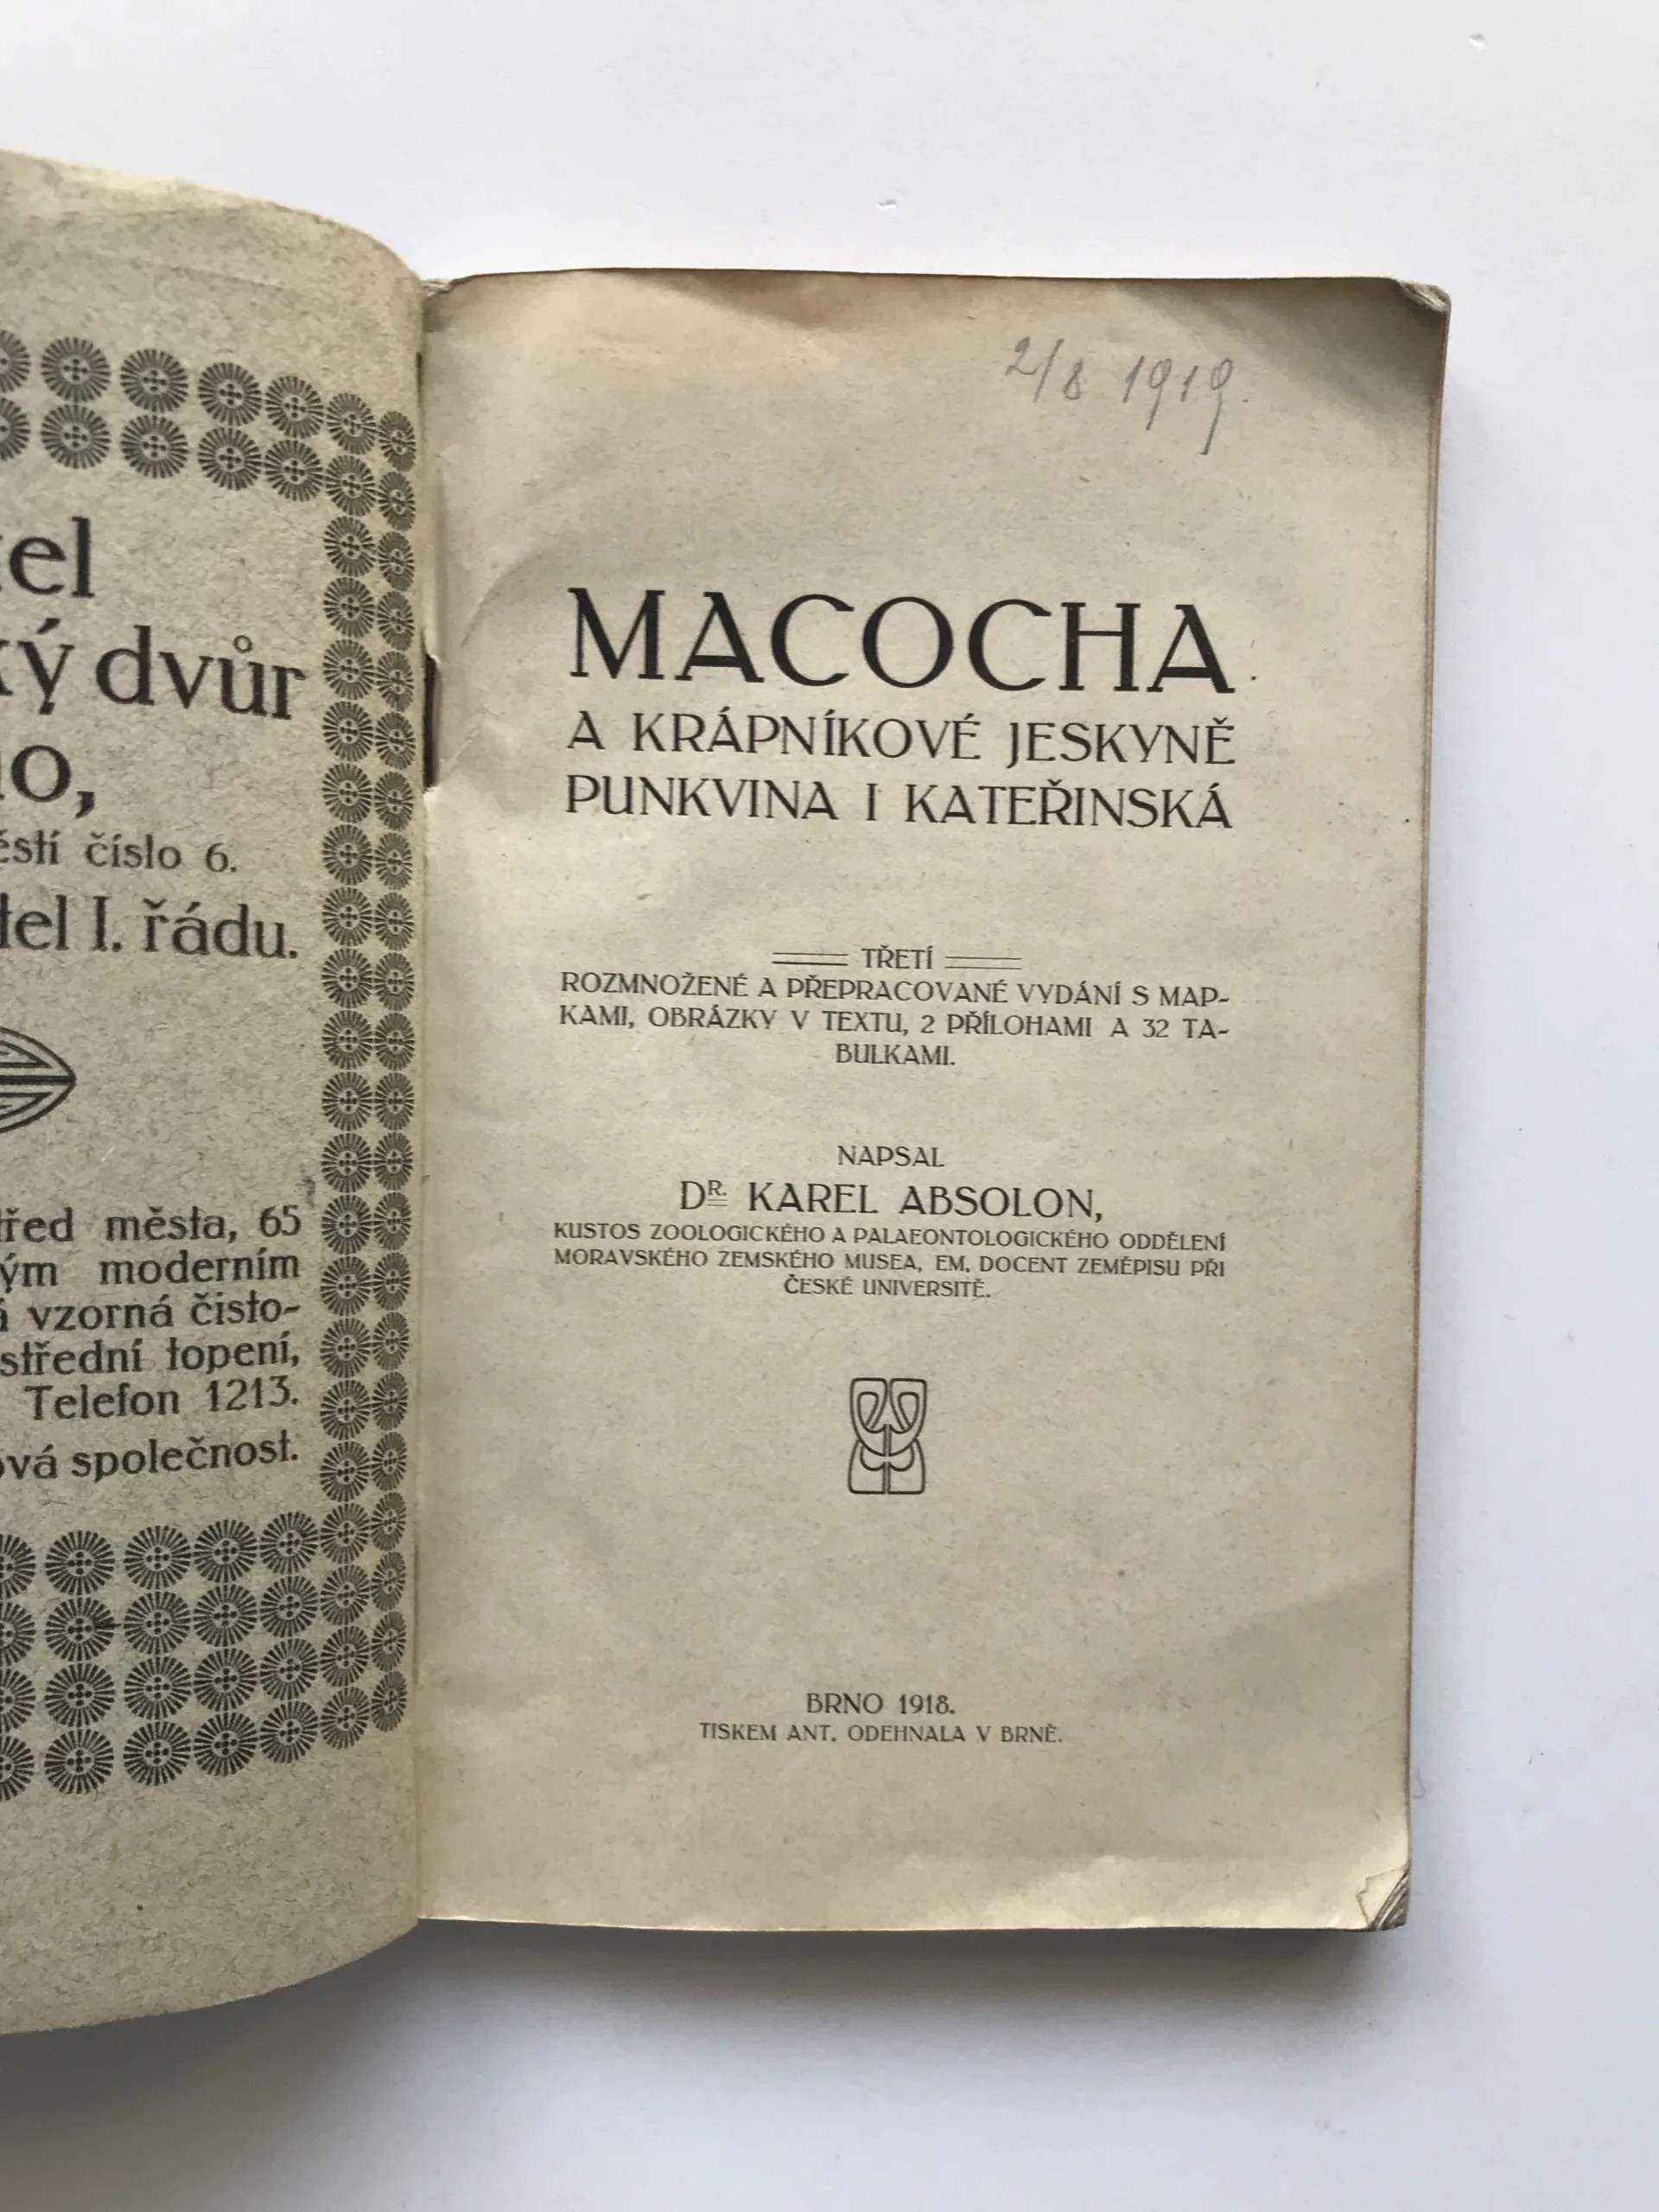 dvůr
číslo 6.
I. řádu.
města, 65
moderním
vzorná čisto-
střední topení,
Telefon 1213.
společnost.
2/8 1919.
MACOCHA
A KRÁPNÍKOVÉ JESKYNĚ
PUNKVINA I KATEŘINSKÁ
TŘETÍ
ROZMNOŽENÉ A PŘEPRACOVANÉ VYDÁNÍ S MAP-
KAMI, OBRÁZKY V TEXTU, 2 PŘÍLOHAMI A 32 TA-
BULKAMI.
NAPSAL
DR. KAREL ABSOLON,
KUSTOS ZOOLOGICKÉHO A PALAEONTOLOGICKÉHO ODDĚLENÍ
MORAVSKÉHO ZEMSKÉHO MUSEA, EM. DOCENT ZEMĚPISU PŘI
ČESKÉ UNIVERSITĚ.
BRNO 1918.
TISKEM ANT. ODEHNALA V BRNĚ.